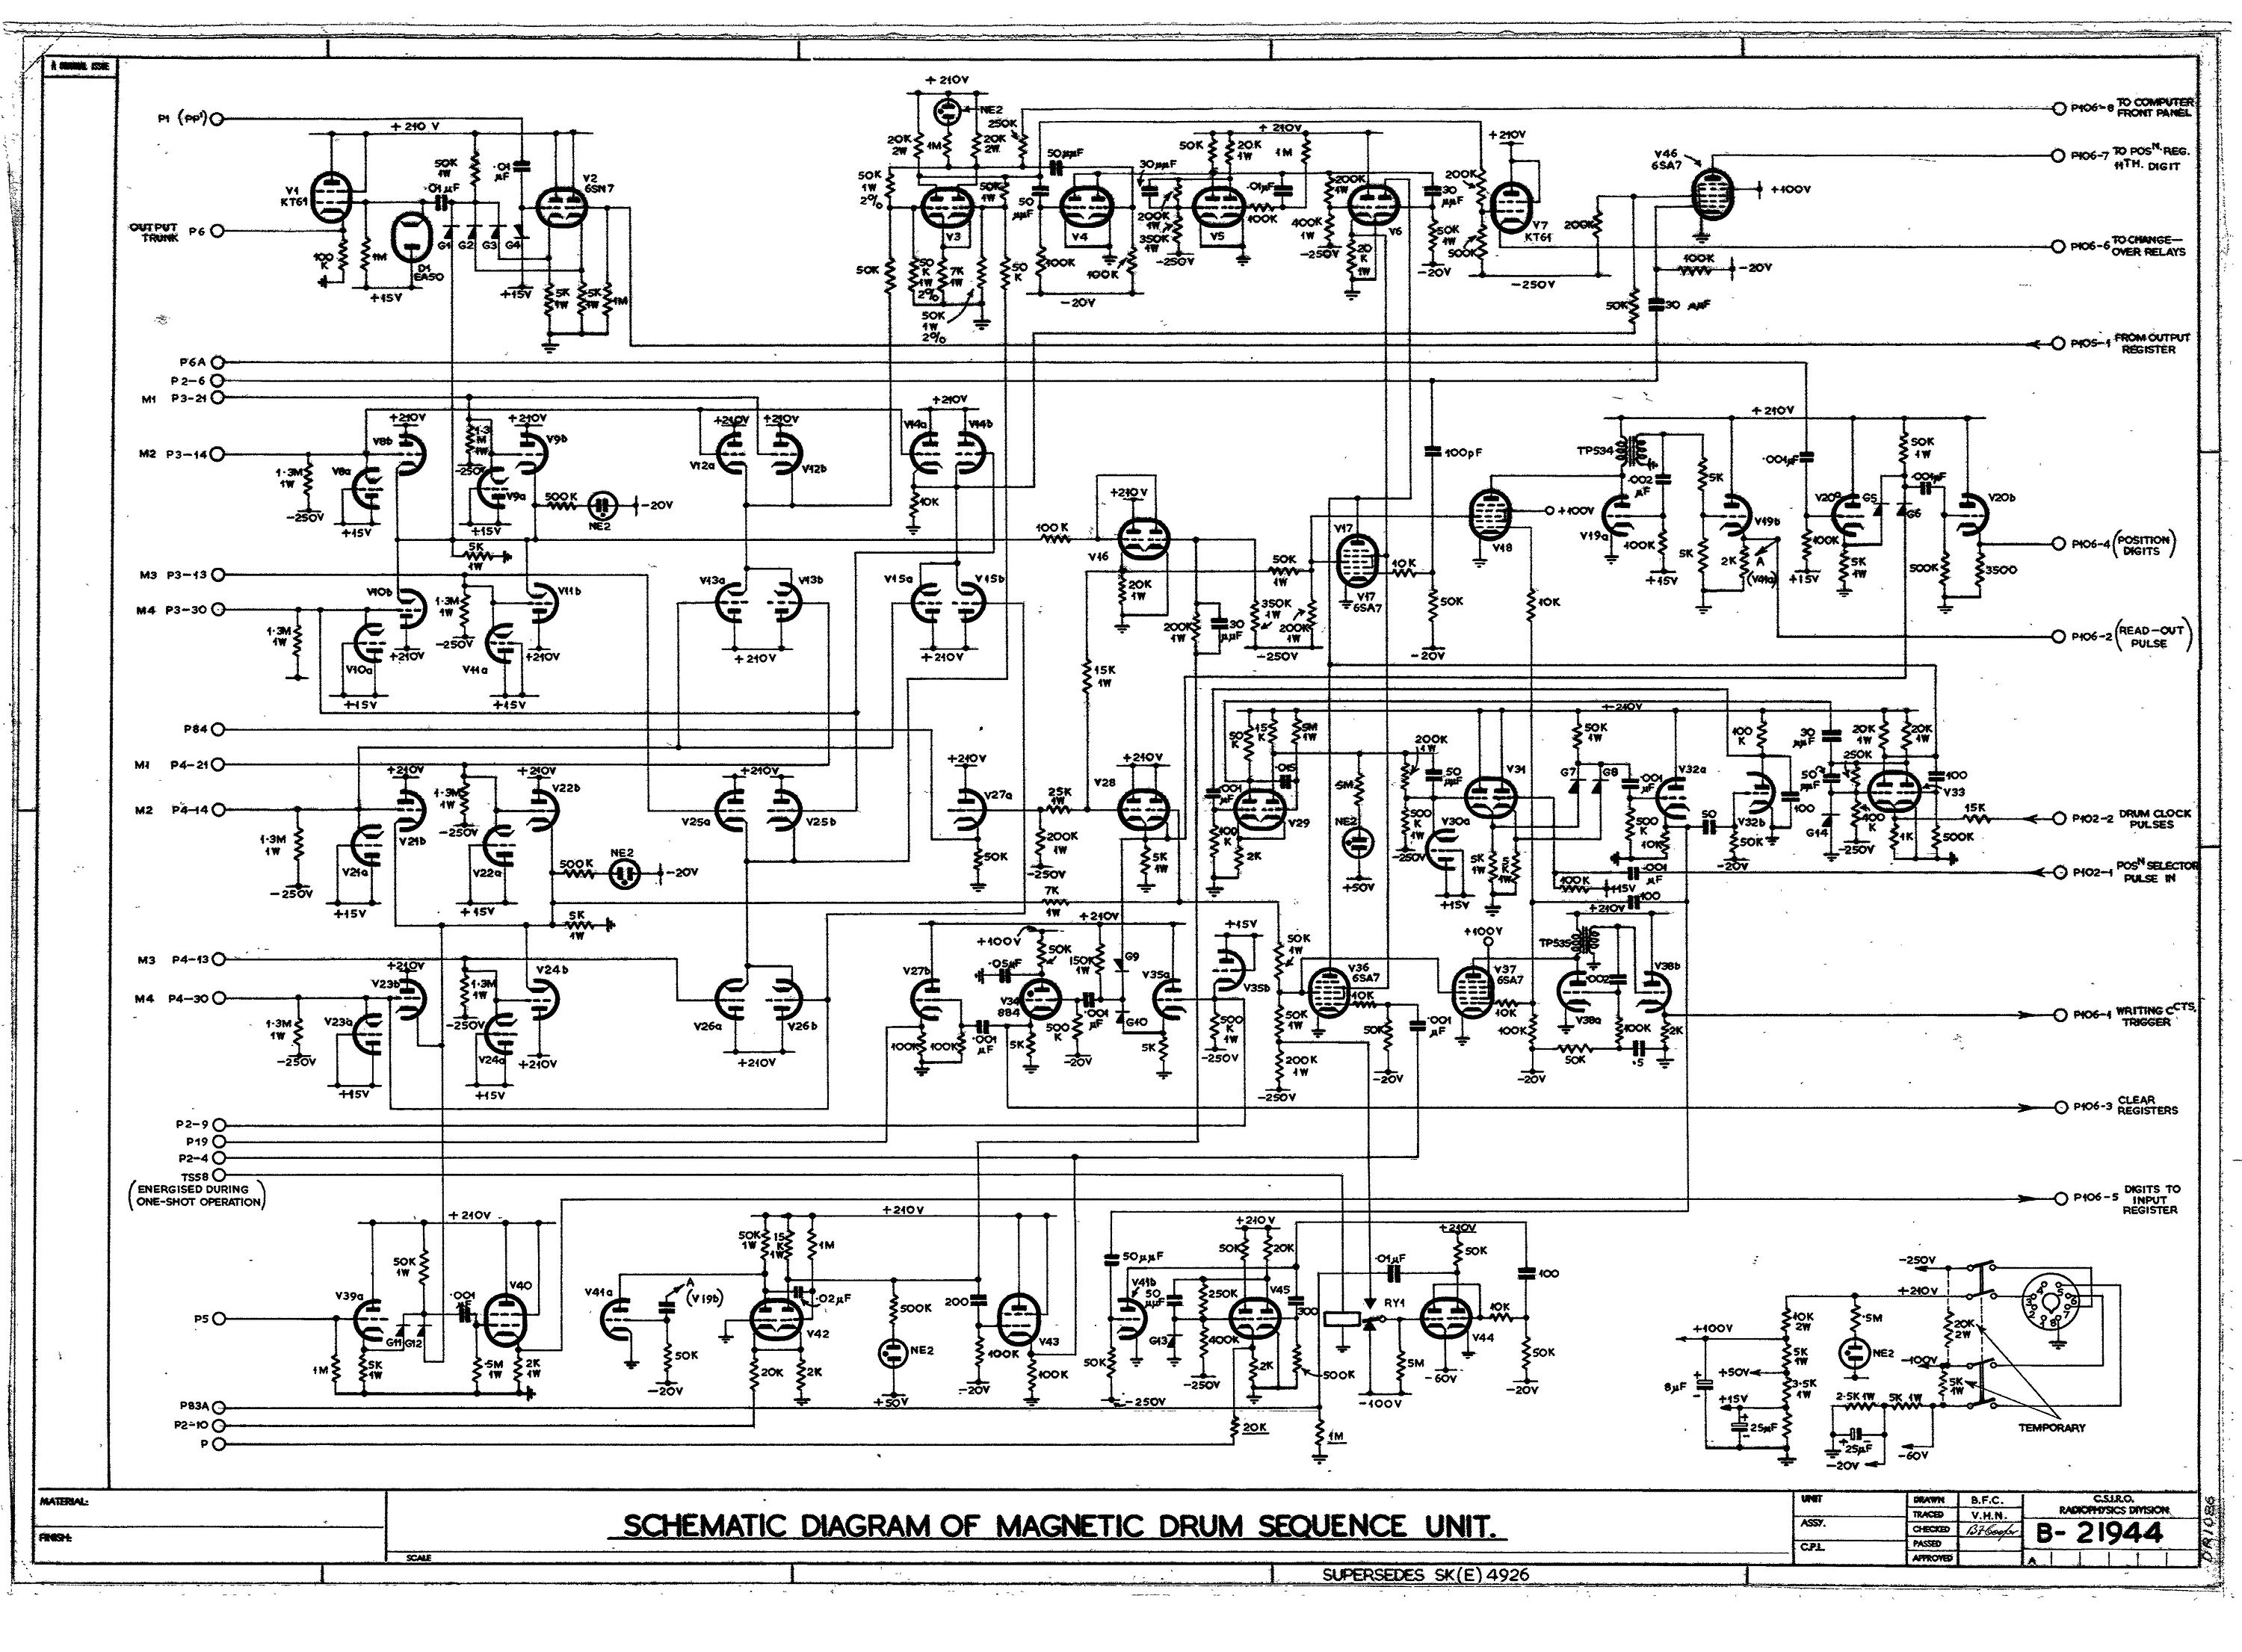 A ORIGINAL ISSUE
P1 (PP')
+ 210 V
V1
KT61
50K
1W
.01 µF
.01
µF
V2
6SN7
OUTPUT
TRUNK
P6
100
K
1M
D1
EA50
G1
G2
G3
G4
+15V
+15V
5K
1W
5K
1W
1M
+ 210V
NE2
250K
20K
2W
1M
20K
2W
50µµF
50K
1W
2%
50K
1W
50
µµF
V3
V4
50K
50
K
1W
2%
7K
1W
50
K
50K
1W
2%
100K
100K
-20V
30 µµF
50K
20K
1W
+ 210V
1M
.01µF
200K
1W
350K
1W
-250V
V5
100K
200K
1W
400K
1W
-250V
V6
20
K
1W
30
µµF
50K
1W
-20V
200K
500K
+210V
V7
KT61
-250V
V46
6SA7
+100V
200K
100K
-20V
50K
30 µµF
P106-8 TO COMPUTER
FRONT PANEL
P106-7 TO POSN. REG.
11TH. DIGIT
P106-6 TO CHANGE-
OVER RELAYS
P105-1 FROM OUTPUT
REGISTER
P6A
P2-6
M1 P3-21
M2 P3-14
1.3M
1W
-250V
V8a
V8b
+210V
+15V
1.3
M
1W
-250V
V9a
V9b
+210V
+15V
500K
NE2
-20V
5K
1W
+210V
V12a
V12b
V14a
V14b
+210V
10K
M3 P3-13
M4 P3-30
1.3M
1W
V10a
V10b
+210V
+15V
1.3M
1W
-250V
V11a
V11b
+210V
+15V
V13a
V13b
+210V
V15a
V15b
+210V
100K
+210V
V16
20K
1W
15K
1W
200K
1W
30
µµF
350K
1W
200K
1W
-250V
50K
1W
V17
V17
6SA7
10K
100pF
50K
-20V
V18
+100V
10K
TP534
.002
µF
V19a
100K
+15V
+210V
5K
5K
V19b
2K
A
(V41a)
.001µF
100K
+15V
V20a
5K
1W
G5
G6
50K
1W
.001µF
V20b
500K
3500
P106-4 (POSITION
DIGITS)
P106-2 (READ-OUT
PULSE)
P84
M1 P4-21
M2 P4-14
1.3M
1W
-250V
V21a
V21b
+210V
+15V
1.3M
1W
-250V
V22a
V22b
+210V
+15V
500K
NE2
-20V
5K
1W
+210V
V25a
V25b
+210V
V27a
50K
25K
1W
200K
1W
-250V
7K
1W
V28
+210V
5K
1W
50
K
15
K
.5M
1W
.015
.001
µF
100
K
2K
V29
.5M
NE2
+50V
200K
1W
50
µµF
500
K
1W
-250V
V30a
+15V
V31
5K
1W
5K
1W
+210V
50K
1W
G7
G8
.001
µF
500
K
10K
V32a
100K
+15V
.001
µF
100
50
50K
-20V
100
K
V32b
100
30
µµF
50
µµF
250K
G14
400
K
-250V
20K
1W
20K
1W
1K
100
V33
500K
15K
P102-2 DRUM CLOCK
PULSES
P102-1 POSN SELECTOR
PULSE IN
M3 P4-13
M4 P4-30
1.3M
1W
-250V
V23a
V23b
+210V
+15V
1.3M
1W
-250V
V24a
V24b
+210V
+15V
V26a
V26b
+210V
V27b
100K
100K
.001
µF
+100V
50K
.05µF
V34
884
5K
500
K
-20V
.001
µF
+210V
150K
1W
G9
G10
V35a
5K
V35b
+15V
500
K
1W
-250V
50K
1W
50K
1W
200K
1W
-250V
V36
6SA7
10K
50K
-20V
.001
µF
+100V
V37
6SA7
10K
100K
-20V
+210V
TP535
.002
V38a
100K
50K
.5
V38b
2K
P106-1 WRITING CCTS.
TRIGGER
P106-3 CLEAR
REGISTERS
P2-9
P19
P2-4
TS58
(ENERGISED DURING
ONE-SHOT OPERATION)
P106-5 DIGITS TO
INPUT
REGISTER
+210V
50K
1W
V39a
G11
G12
.001
µF
V40
P5
1M
5K
1W
.5M
1W
2K
1W
V41a
A
(V19b)
50K
-20V
50K
1W
15
K
1W
1M
+210V
.02µF
V42
20K
2K
500K
NE2
+50V
200
100K
-20V
V43
100K
50µµF
50K
-250V
V41b
50
µµF
G13
250K
400K
-250V
+210V
50K
20K
V45
2K
300
500K
20K
1M
.01µF
RY1
.5M
-100V
+210V
50K
V44
-60V
10K
100
50K
-20V
P83A
P2-10
P
-250V
+210V
+100V
+50V
+15V
8µF
25µF
10K
2W
5K
1W
3.5K
1W
.5M
NE2
20K
2W
-100V
5K
1W
2.5K 1W
5K 1W
25µF
-20V
-60V
1
2
3
4
5
6
7
8
TEMPORARY
MATERIAL:
FINISH:
SCALE
SCHEMATIC DIAGRAM OF MAGNETIC DRUM SEQUENCE UNIT.
UNIT
ASSY.
C.P.I.
DRAWN B.F.C.
TRACED V.H.N.
CHECKED
PASSED
APPROVED
C.S.I.R.O.
RADIOPHYSICS DIVISION
B- 21944
A
SUPERSEDES SK(E) 4926
DR1086